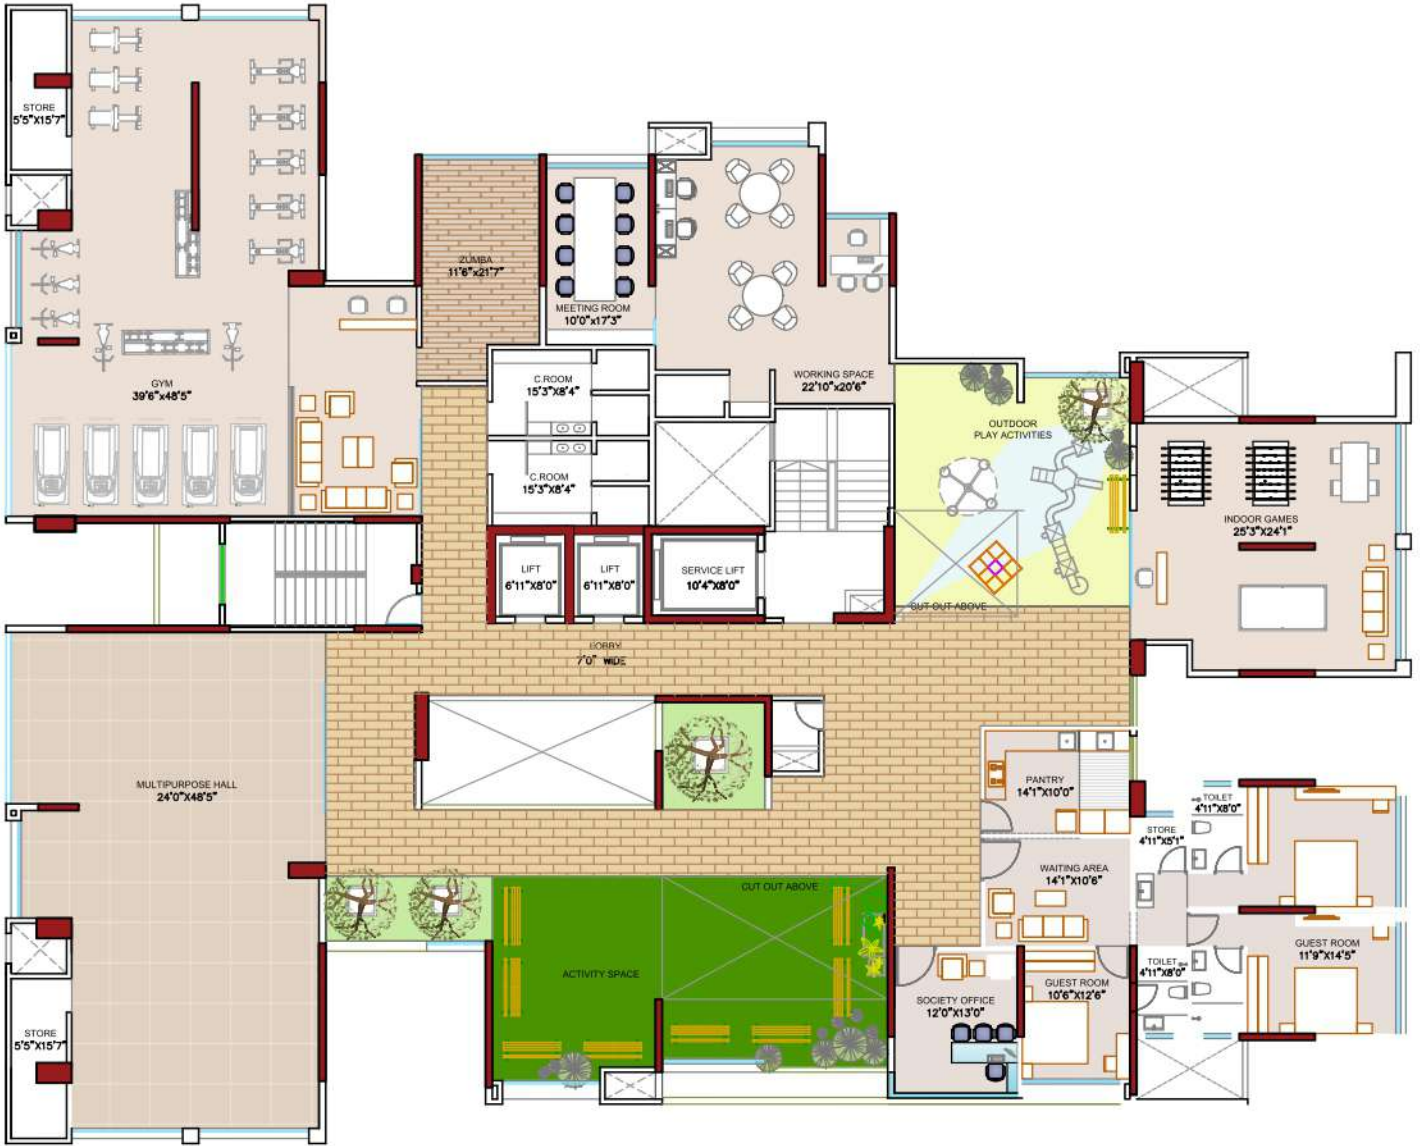 STORE
5'5"X15'7"
ZUMBA
11'6"x21'7"
MEETING ROOM
10'0"x17'3"
GYM
39'6"x48'5"
WORKING SPACE
22'10"x20'6"
C.ROOM
15'3"X8'4"
C.ROOM
15'3"X8'4"
OUTDOOR
PLAY ACTIVITIES
INDOOR GAMES
25'3"X24'1"
LIFT
6'11"X8'0"
LIFT
6'11"X8'0"
SERVICE LIFT
10'4"X8'0"
CUT OUT ABOVE
LOBBY
7'0" WIDE
MULTIPURPOSE HALL
24'0"X48'5"
PANTRY
14'1"X10'0"
TOILET
4'11"X8'0"
STORE
4'11"X5'1"
WAITING AREA
14'1"X10'6"
CUT OUT ABOVE
GUEST ROOM
11'9"X14'5"
TOILET
4'11"X8'0"
ACTIVITY SPACE
GUEST ROOM
10'6"X12'6"
SOCIETY OFFICE
12'0"X13'0"
STORE
5'5"X15'7"